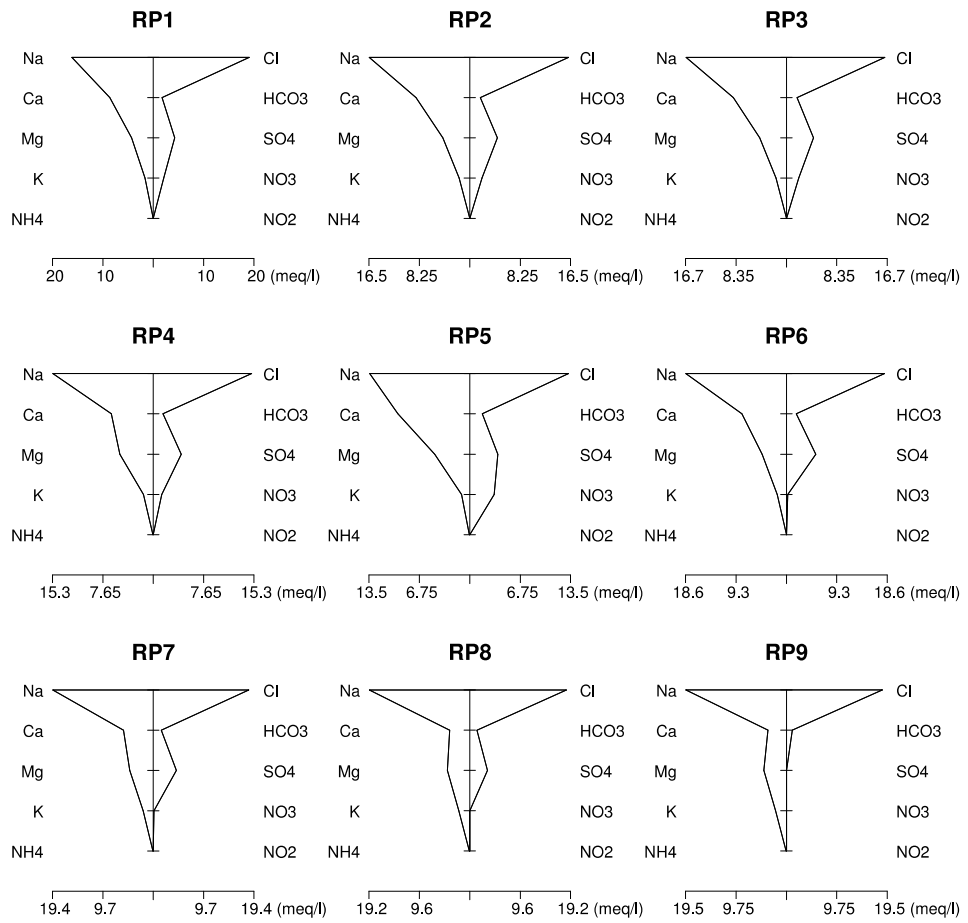 RP1 RP2 RP3
Na Cl Na Cl Na Cl
Ca HCO3 Ca HCO3 Ca HCO3
Mg SO4 Mg SO4 Mg SO4
K NO3 K NO3 K NO3
NH4 NO2 NH4 NO2 NH4 NO2
20 10 10 20 (meq/l) 16.5 8.25 8.25 16.5 (meq/l) 16.7 8.35 8.35 16.7 (meq/l)
RP4 RP5 RP6
Na Cl Na Cl Na Cl
Ca HCO3 Ca HCO3 Ca HCO3
Mg SO4 Mg SO4 Mg SO4
K NO3 K NO3 K NO3
NH4 NO2 NH4 NO2 NH4 NO2
15.3 7.65 7.65 15.3 (meq/l) 13.5 6.75 6.75 13.5 (meq/l) 18.6 9.3 9.3 18.6 (meq/l)
RP7 RP8 RP9
Na Cl Na Cl Na Cl
Ca HCO3 Ca HCO3 Ca HCO3
Mg SO4 Mg SO4 Mg SO4
K NO3 K NO3 K NO3
NH4 NO2 NH4 NO2 NH4 NO2
19.4 9.7 9.7 19.4 (meq/l) 19.2 9.6 9.6 19.2 (meq/l) 19.5 9.75 9.75 19.5 (meq/l)